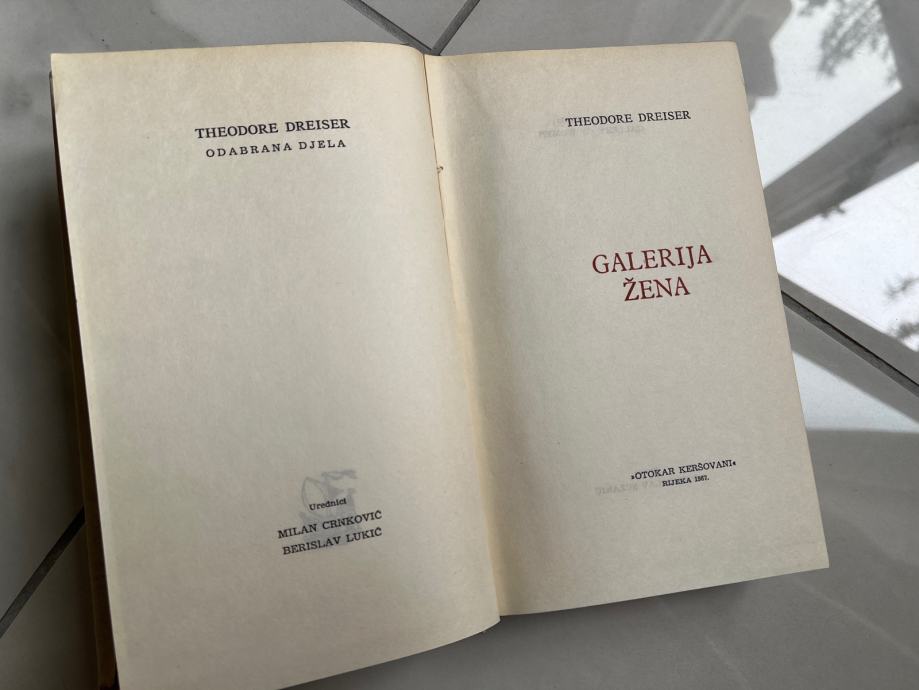 THEODORE DREISER
ODABRANA DJELA
Urednici
MILAN CRNKOVIĆ
BERISLAV LUKIĆ
THEODORE DREISER
GALERIJA
ŽENA
»OTOKAR KERŠOVANI«
RIJEKA 1967.